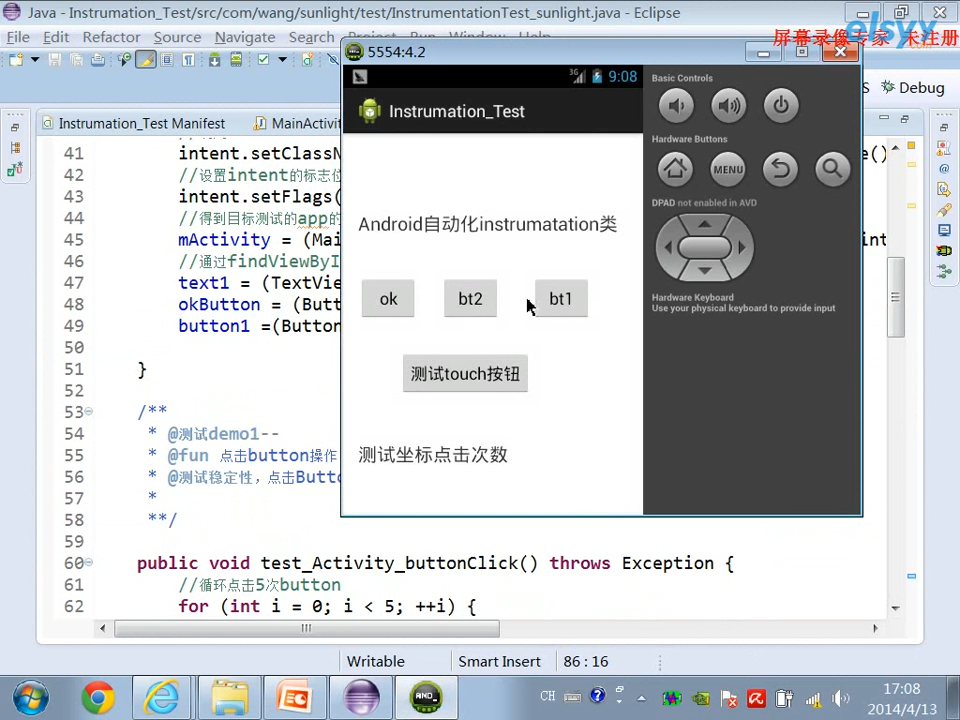 Java - Instrumation_Test/src/com/wang/sunlight/test/InstrumentationTest_sunlight.java - Eclipse
elsyy
屏幕录像专家 未注册
File Edit Refactor Source Navigate Search
5554:4.2
Debug
Instrumation_Test Manifest
MainActivi
3G
9:08
Instrumation_Test
Android自动化instrumatation类
ok
bt2
bt1
测试touch按钮
测试坐标点击次数
Basic Controls
Hardware Buttons
MENU
DPAD not enabled in AVD
Hardware Keyboard
Use your physical keyboard to provide input
41 intent.setClassN
42 //设置intent的标志位
43 intent.setFlags(
44 //得到目标测试的app的
45 mActivity = (Mai
46 //通过findViewByI
47 text1 = (TextVie
48 okButton = (Butt
49 button1 =(Button
50
51 }
52
53 /**
54 * @测试demo1--
55 * @fun 点击button操作
56 * @测试稳定性，点击Butto
57 *
58 **/
59
60 public void test_Activity_buttonClick() throws Exception {
61 //循环点击5次button
62 for (int i = 0; i < 5; ++i) {
Writable
Smart Insert
86 : 16
CH
17:08
2014/4/13